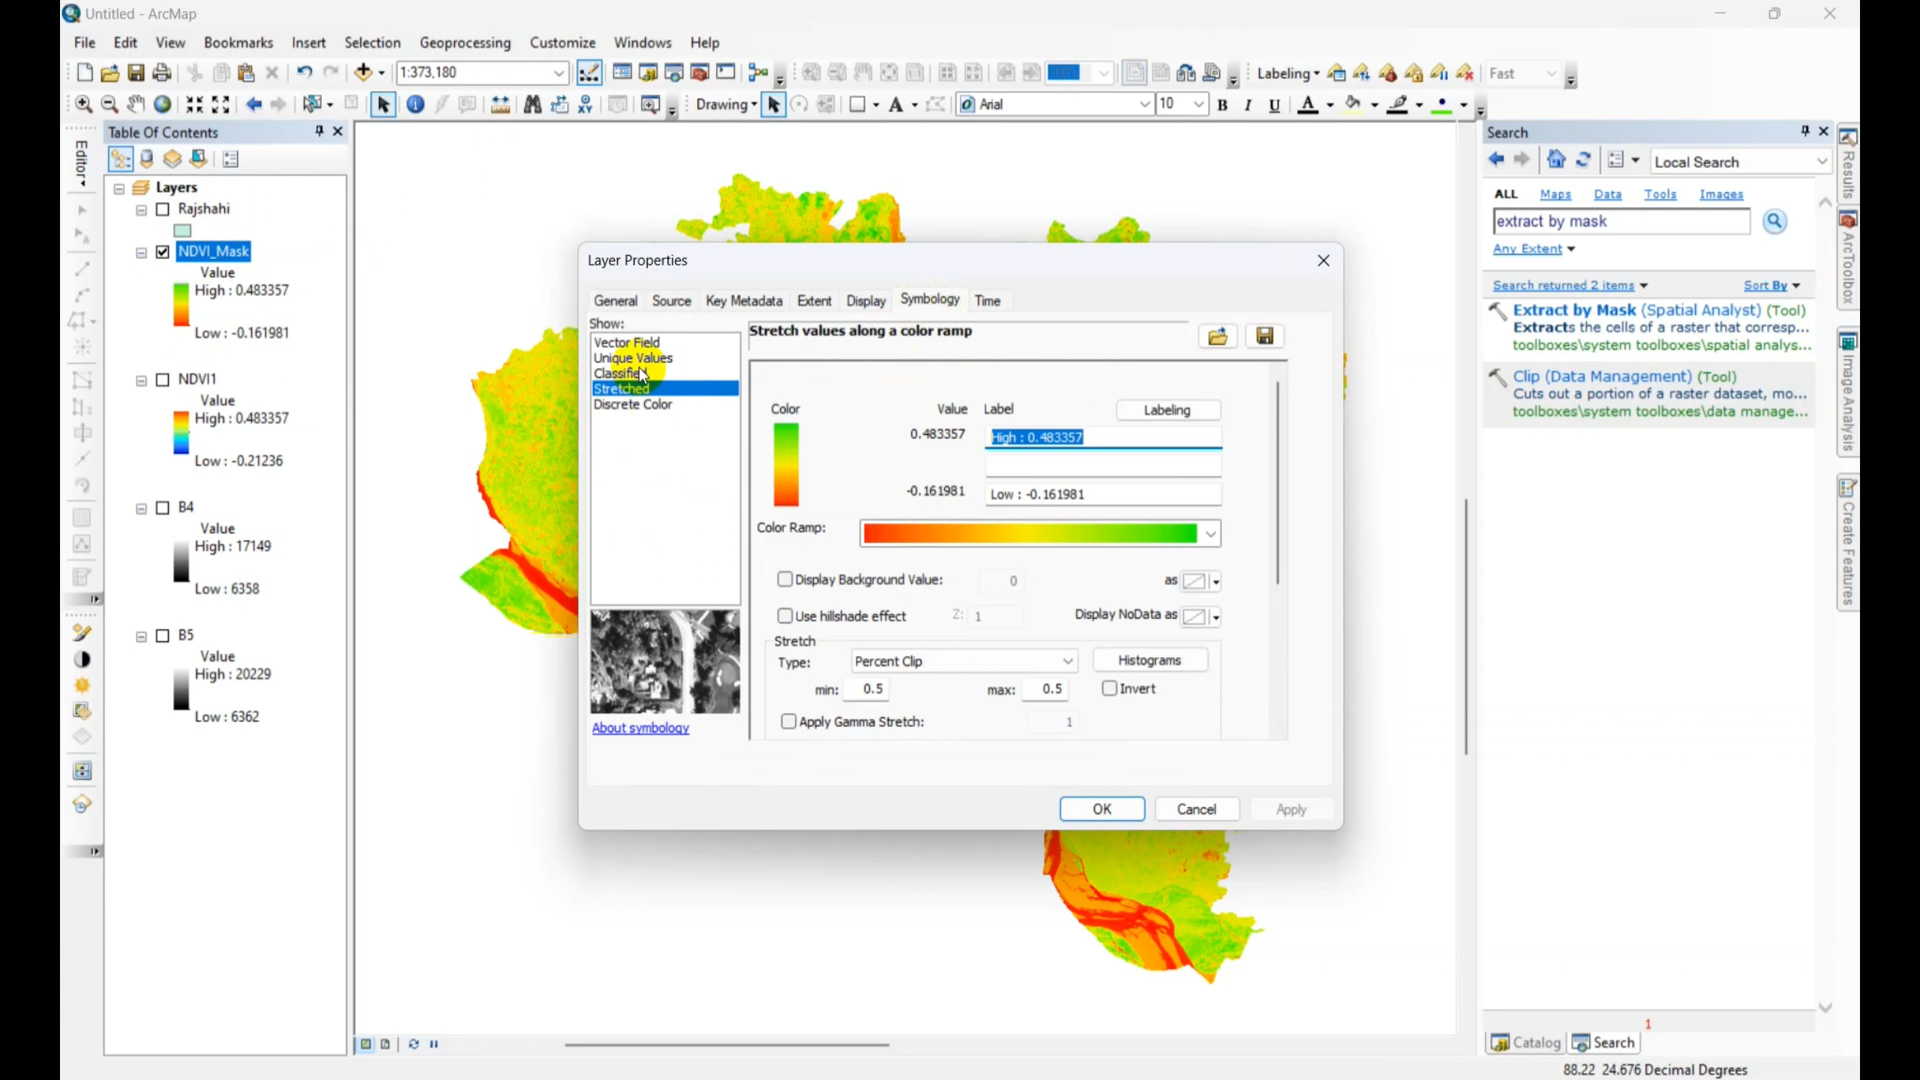 Untitled - ArcMap
File Edit View Bookmarks Insert Selection Geoprocessing Customize Windows Help
1:373,180
Labeling
Fast
Drawing
Arial
10
B I U A
Editor
Table Of Contents
Layers
Rajshahi
NDVI_Mask
Value
High : 0.483357
Low : -0.161981
NDVI1
Value
High : 0.483357
Low : -0.21236
B4
Value
High : 17149
Low : 6358
B5
Value
High : 20229
Low : 6362
Layer Properties
General Source Key Metadata Extent Display Symbology Time
Show:
Vector Field
Unique Values
Classified
Stretched
Discrete Color
About symbology
Stretch values along a color ramp
Color Value Label Labeling
0.483357 High : 0.483357
-0.161981 Low : -0.161981
Color Ramp:
Display Background Value: 0 as
Use hillshade effect Z: 1 Display NoData as
Stretch
Type: Percent Clip Histograms
min: 0.5 max: 0.5 Invert
Apply Gamma Stretch: 1
OK Cancel Apply
Search
Local Search
ALL Maps Data Tools Images
extract by mask
Any Extent
Search returned 2 items Sort By
Extract by Mask (Spatial Analyst) (Tool)
Extracts the cells of a raster that corresp...
toolboxes\system toolboxes\spatial analys...
Clip (Data Management) (Tool)
Cuts out a portion of a raster dataset, mo...
toolboxes\system toolboxes\data manage...
1
Catalog Search
Results
ArcToolbox
Image Analysis
Create Features
88.22 24.676 Decimal Degrees